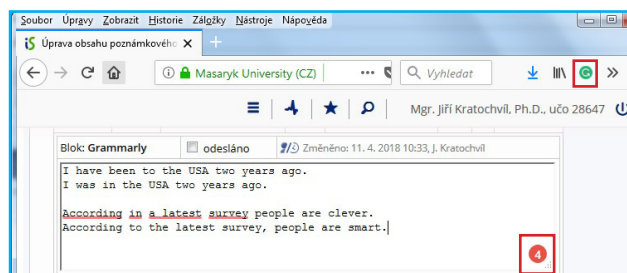 Soubor Úpravy Zobrazit Historie Záložky Nástroje Nápověda
iS Úprava obsahu poznámkového × +
Masaryk University (CZ) ••• Vyhledat
Mgr. Jiří Kratochvíl, Ph.D., učo 28647
Blok: Grammarly odesláno Změněno: 11. 4. 2018 10:33, J. Kratochvíl
I have been to the USA two years ago.
I was in the USA two years ago.
According in a latest survey people are clever.
According to the latest survey, people are smart.
4